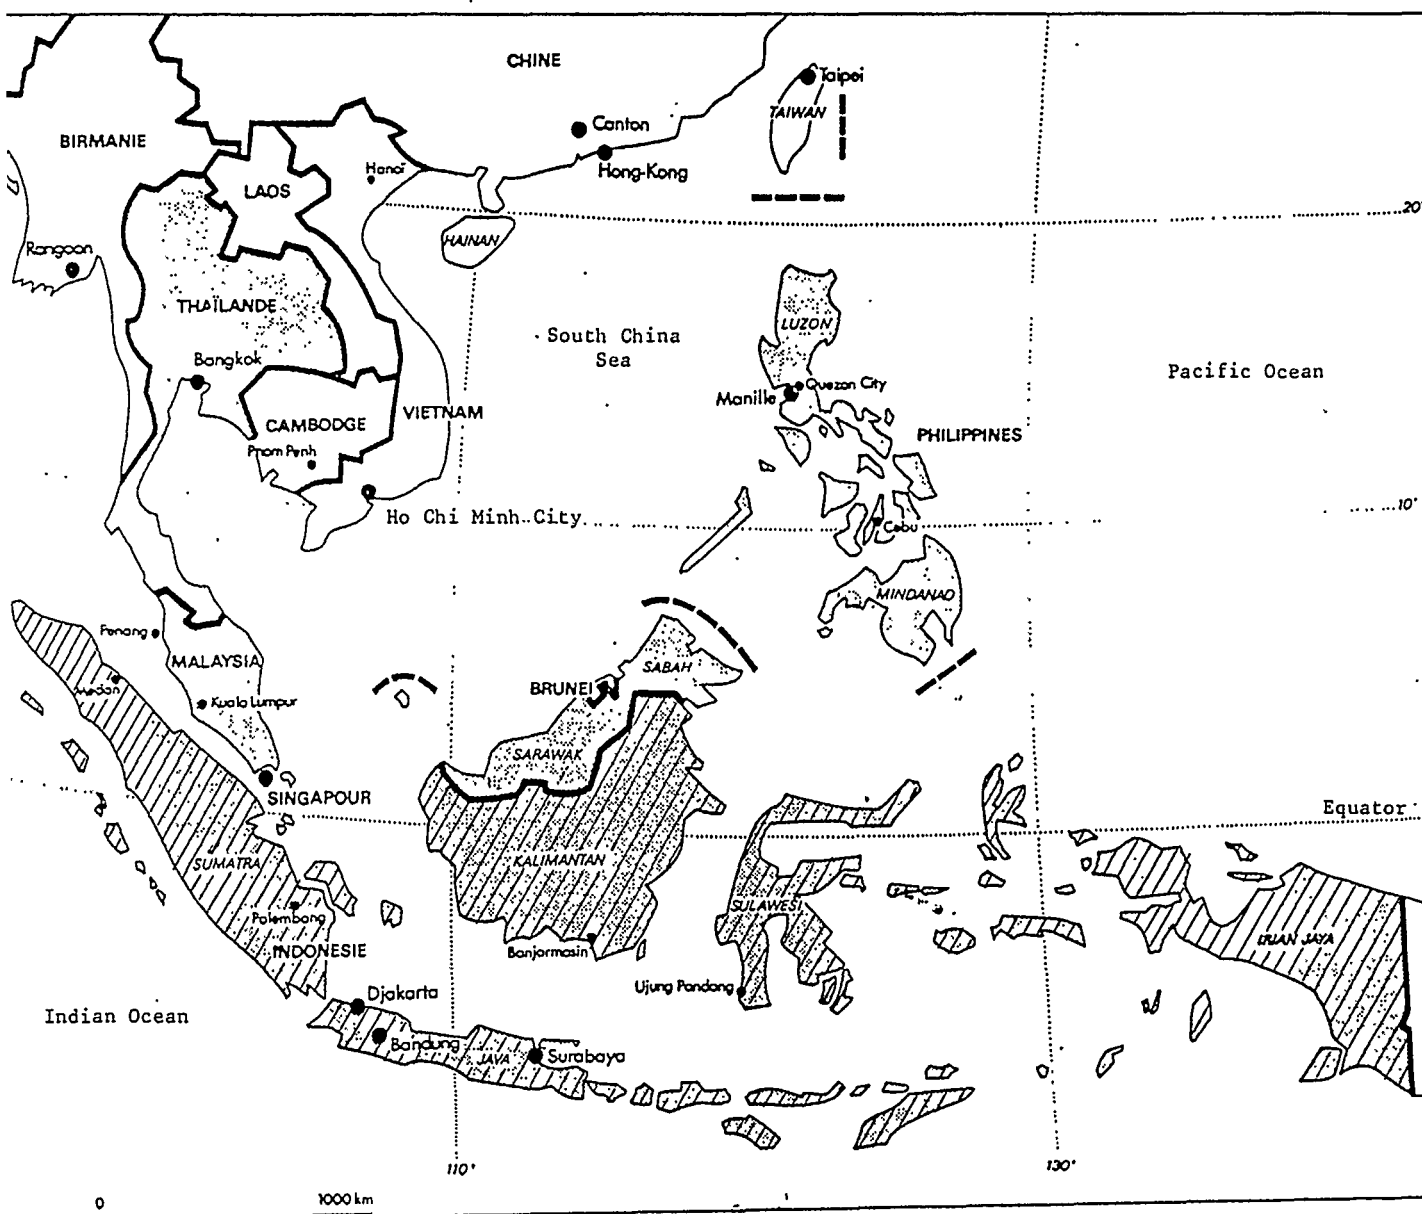 CHINE
Taipei
TAIWAN
Canton
Hong-Kong
BIRMANIE
Hanoï
LAOS
20°
HAINAN
Rangoon
THAÏLANDE
LUZON
South China
Sea
Bangkok
Pacific Ocean
Quezon City
Manille
VIETNAM
CAMBODGE
PHILIPPINES
Pnom Penh
10°
Ho Chi Minh City
Cebu
MINDANAO
Penang
MALAYSIA
SABAH
Medan
BRUNEI
Kuala Lumpur
SARAWAK
SINGAPOUR
Equator
SUMATRA
KALIMANTAN
SULAWESI
Palembang
IRIAN JAYA
INDONESIE
Banjarmasin
Ujung Pandang
Djakarta
Indian Ocean
Bandung
JAVA
Surabaya
110°
130°
0
1000 km